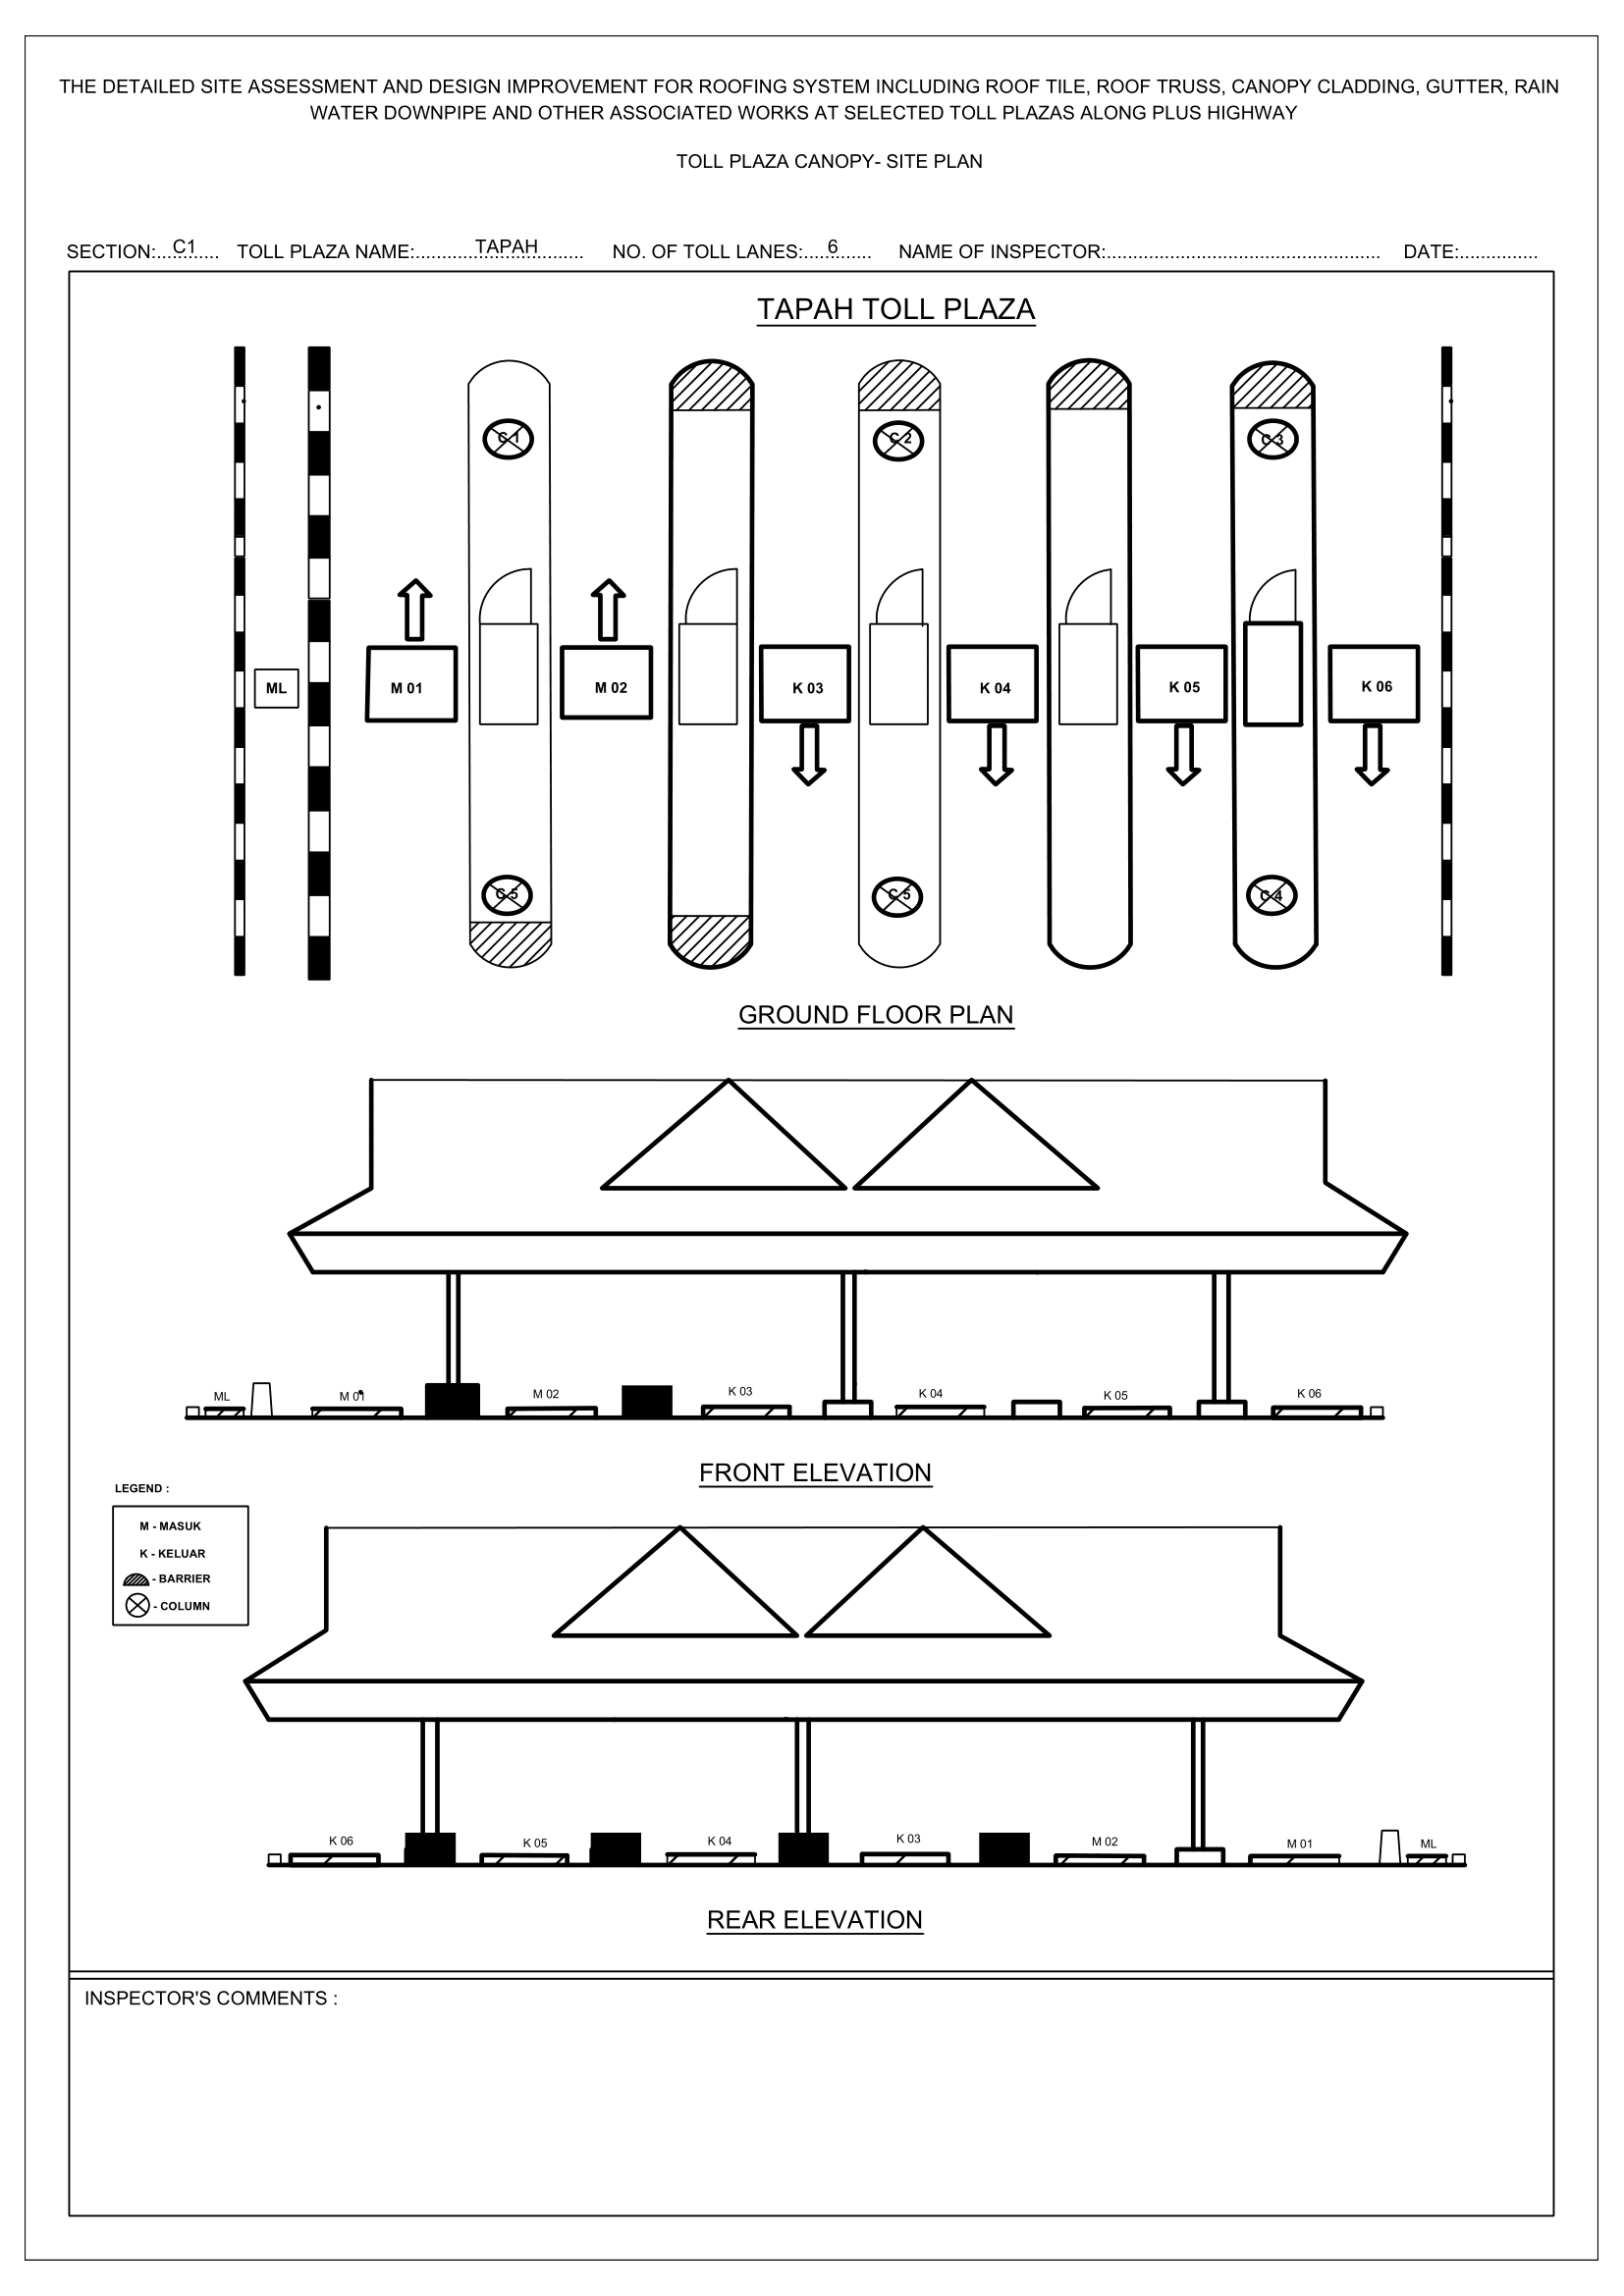 THE DETAILED SITE ASSESSMENT AND DESIGN IMPROVEMENT FOR ROOFING SYSTEM INCLUDING ROOF TILE, ROOF TRUSS, CANOPY CLADDING, GUTTER, RAIN
WATER DOWNPIPE AND OTHER ASSOCIATED WORKS AT SELECTED TOLL PLAZAS ALONG PLUS HIGHWAY
TOLL PLAZA CANOPY- SITE PLAN
SECTION:....C1.... TOLL PLAZA NAME:...........TAPAH........... NO. OF TOLL LANES:....6....... NAME OF INSPECTOR:.................................................... DATE:...............
TAPAH TOLL PLAZA
C 1 C 2 C 3
ML M 01 M 02 K 03 K 04 K 05 K 06
C 5 C 5 C 4
GROUND FLOOR PLAN
ML M 01 M 02 K 03 K 04 K 05 K 06
FRONT ELEVATION
LEGEND :
M - MASUK
K - KELUAR
- BARRIER
- COLUMN
K 06 K 05 K 04 K 03 M 02 M 01 ML
REAR ELEVATION
INSPECTOR'S COMMENTS :